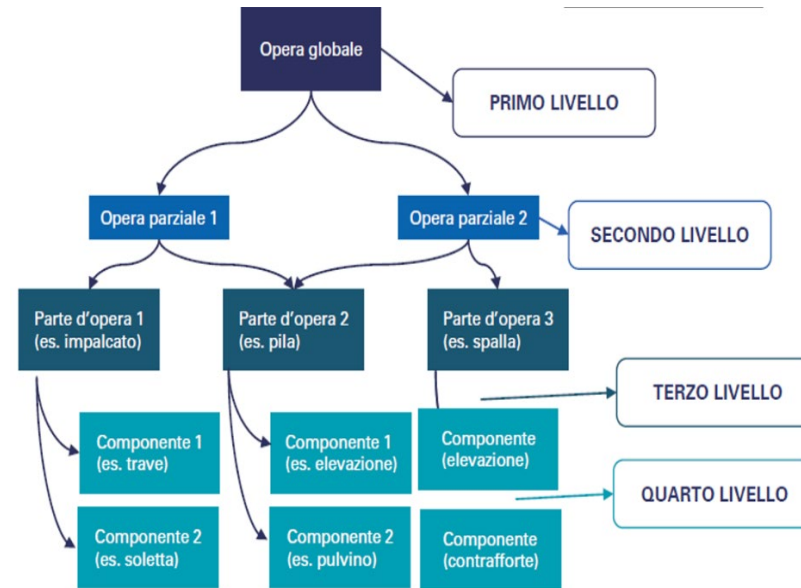 Opera globale
PRIMO LIVELLO
Opera parziale 1
Opera parziale 2
SECONDO LIVELLO
Parte d'opera 1
(es. impalcato)
Parte d'opera 2
(es. pila)
Parte d'opera 3
(es. spalla)
TERZO LIVELLO
Componente 1
(es. trave)
Componente 1
(es. elevazione)
Componente
(elevazione)
QUARTO LIVELLO
Componente 2
(es. soletta)
Componente 2
(es. pulvino)
Componente
(contrafforte)